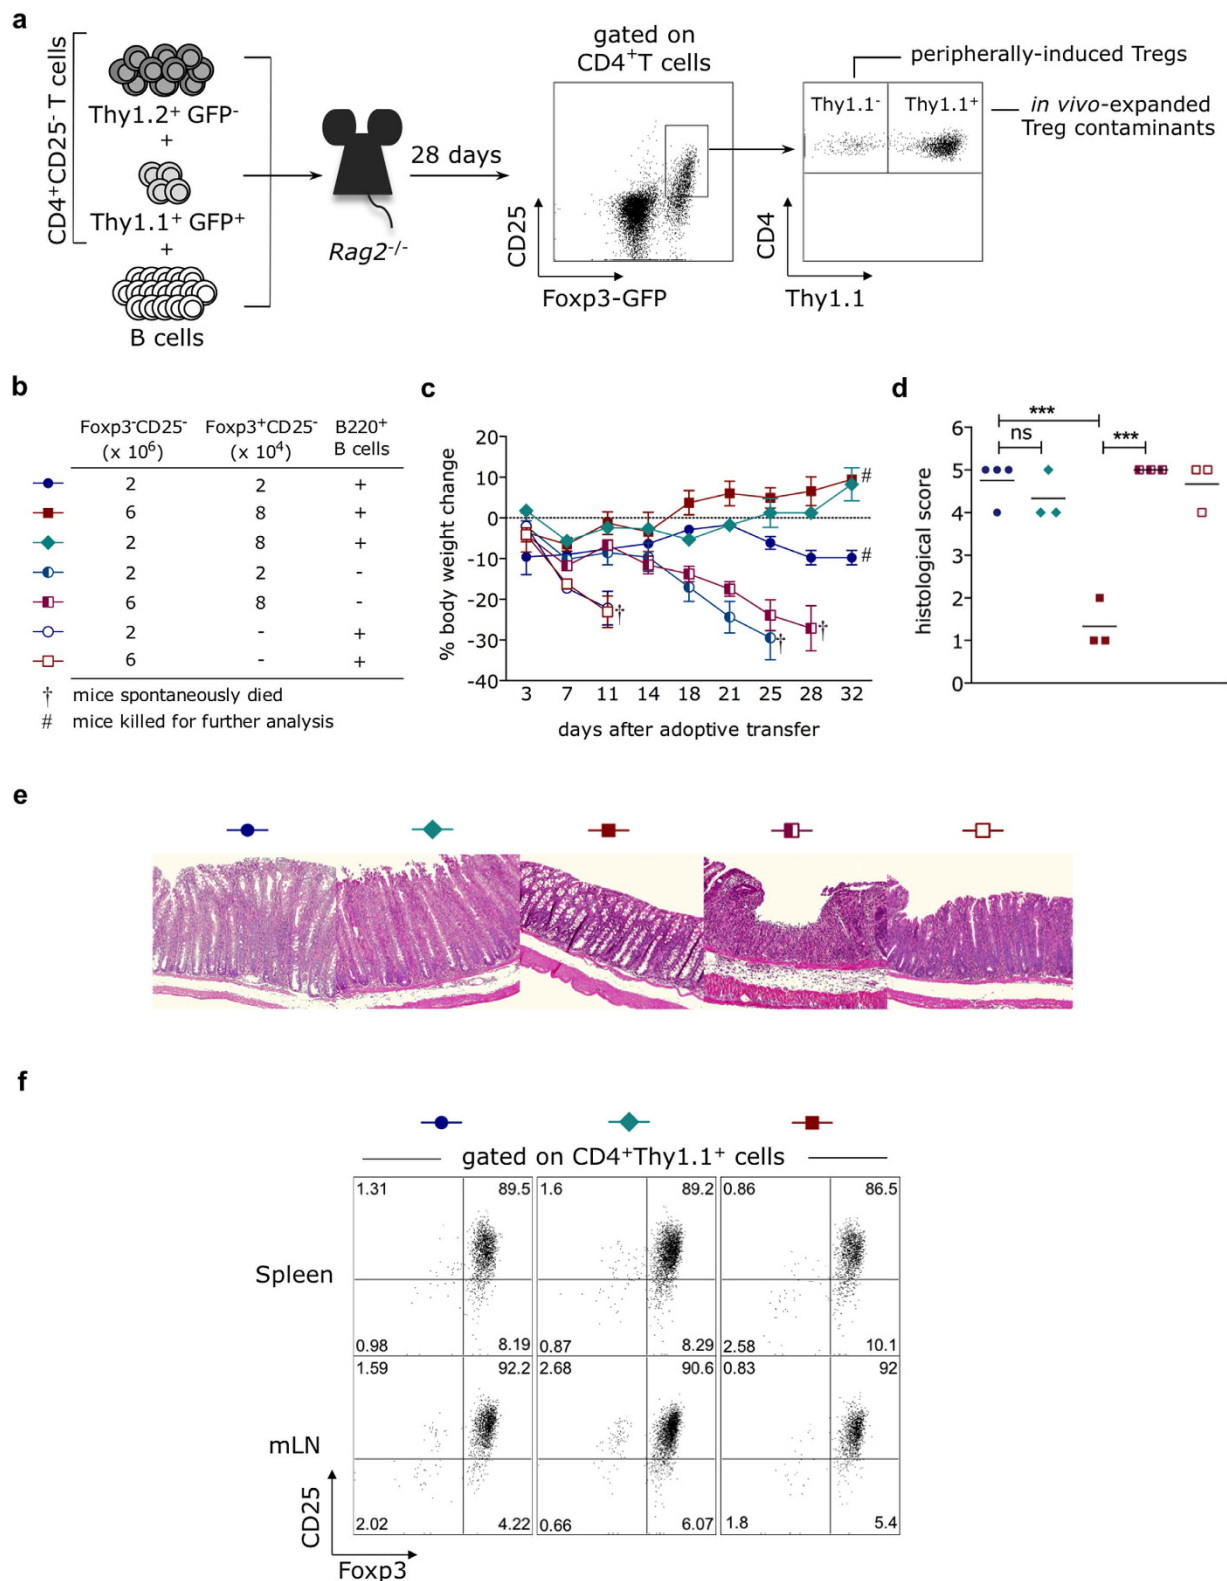 a
CD4+CD25- T cells
Thy1.2+ GFP-
+
Thy1.1+ GFP+
+
B cells
Rag2-/-
28 days
gated on
CD4+T cells
CD25
Foxp3-GFP
peripherally-induced Tregs
Thy1.1-
Thy1.1+
in vivo-expanded
Treg contaminants
CD4
Thy1.1
b
Foxp3-CD25- Foxp3+CD25- B220+
(x 10^6) (x 10^4) B cells
2 2 +
6 8 +
2 8 +
2 2 -
6 8 -
2 - +
6 - +
† mice spontaneously died
# mice killed for further analysis
c
% body weight change
20
10
0
-10
-20
-30
-40
#
#
†
†
†
3 7 11 14 18 21 25 28 32
days after adoptive transfer
d
histological score
6
5
4
3
2
1
0
***
ns
***
e
f
gated on CD4+Thy1.1+ cells
Spleen
1.31 89.5 1.6 89.2 0.86 86.5
0.98 8.19 0.87 8.29 2.58 10.1
mLN
1.59 92.2 2.68 90.6 0.83 92
2.02 4.22 0.66 6.07 1.8 5.4
CD25
Foxp3